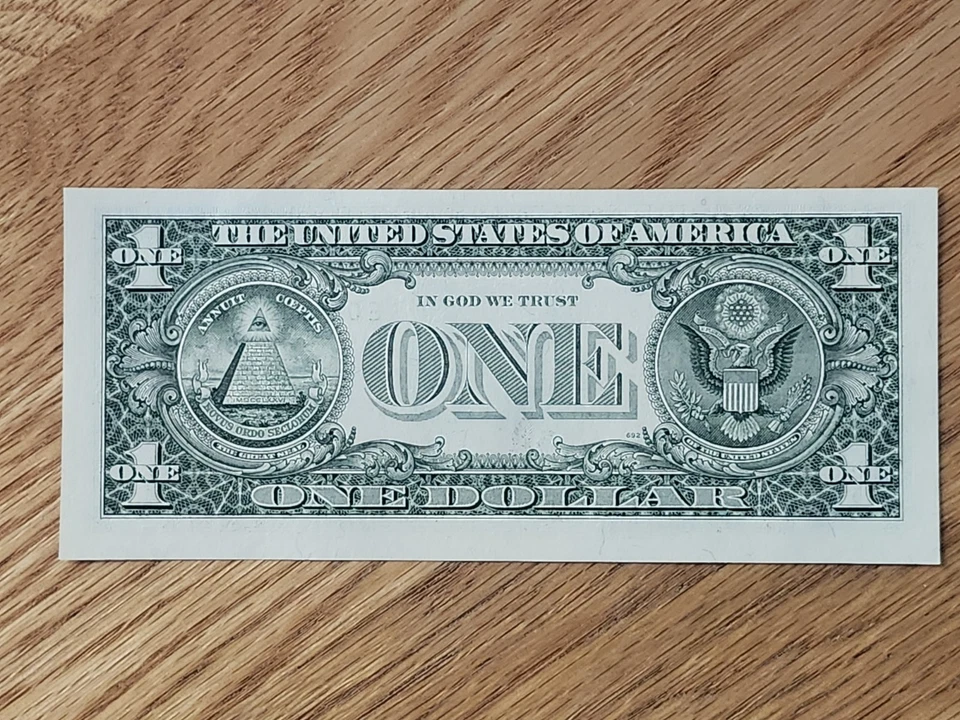 THE UNITED STATES OF AMERICA
1
ONE
1
ONE
ANNUIT CŒPTIS
IN GOD WE TRUST
ONE
MDCCLXXVI
NOVUS ORDO SECLORUM
THE GREAT SEAL
OF THE UNITED STATES
692
1
ONE
1
ONE
ONE DOLLAR